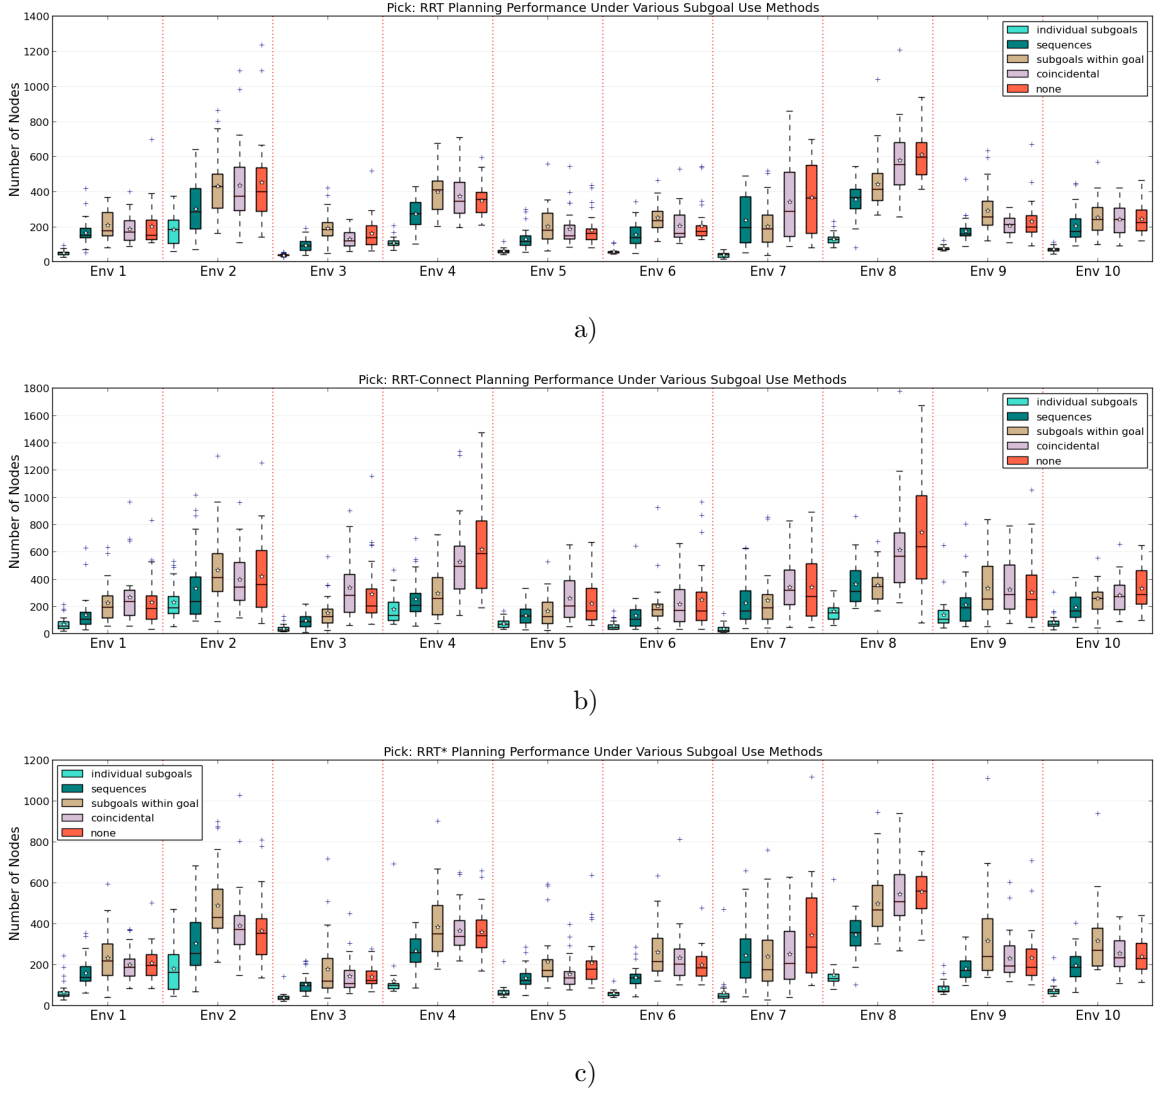 Pick: RRT Planning Performance Under Various Subgoal Use Methods
1400
1200
1000
800
600
400
200
0
Number of Nodes
individual subgoals
sequences
subgoals within goal
coincidental
none
Env 1 Env 2 Env 3 Env 4 Env 5 Env 6 Env 7 Env 8 Env 9 Env 10
a)
Pick: RRT-Connect Planning Performance Under Various Subgoal Use Methods
1800
1600
1400
1200
1000
800
600
400
200
0
Number of Nodes
individual subgoals
sequences
subgoals within goal
coincidental
none
Env 1 Env 2 Env 3 Env 4 Env 5 Env 6 Env 7 Env 8 Env 9 Env 10
b)
Pick: RRT* Planning Performance Under Various Subgoal Use Methods
1200
1000
800
600
400
200
0
Number of Nodes
individual subgoals
sequences
subgoals within goal
coincidental
none
Env 1 Env 2 Env 3 Env 4 Env 5 Env 6 Env 7 Env 8 Env 9 Env 10
c)